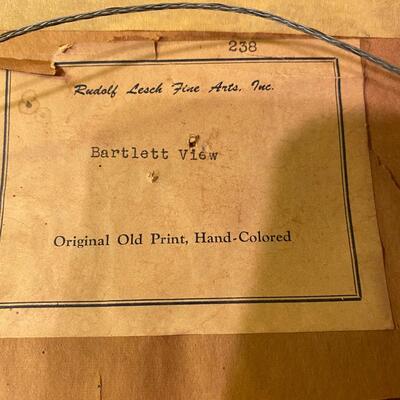 238
Rudolf Lesch Fine Arts, Inc.
Bartlett View
Original Old Print, Hand-Colored